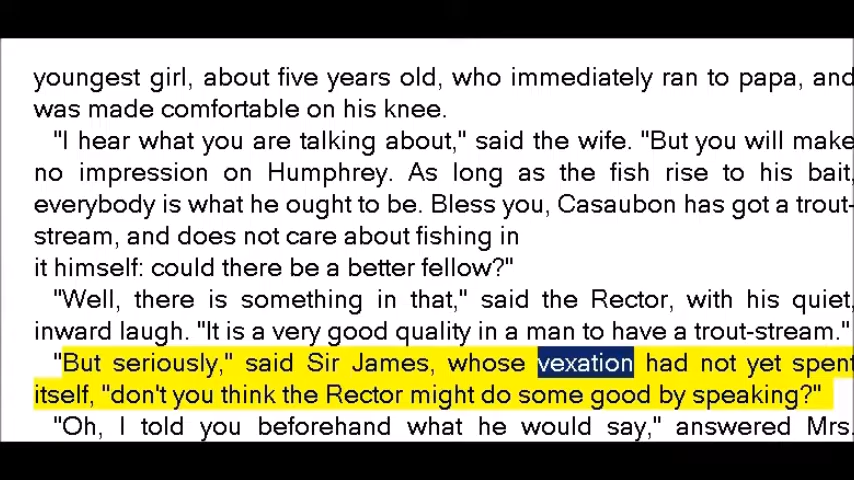 youngest girl, about five years old, who immediately ran to papa, and
was made comfortable on his knee.
"I hear what you are talking about," said the wife. "But you will make
no impression on Humphrey. As long as the fish rise to his bait,
everybody is what he ought to be. Bless you, Casaubon has got a trout-
stream, and does not care about fishing in
it himself: could there be a better fellow?"
"Well, there is something in that," said the Rector, with his quiet,
inward laugh. "It is a very good quality in a man to have a trout-stream."
"But seriously," said Sir James, whose vexation had not yet spent
itself, "don't you think the Rector might do some good by speaking?"
"Oh, I told you beforehand what he would say," answered Mrs.